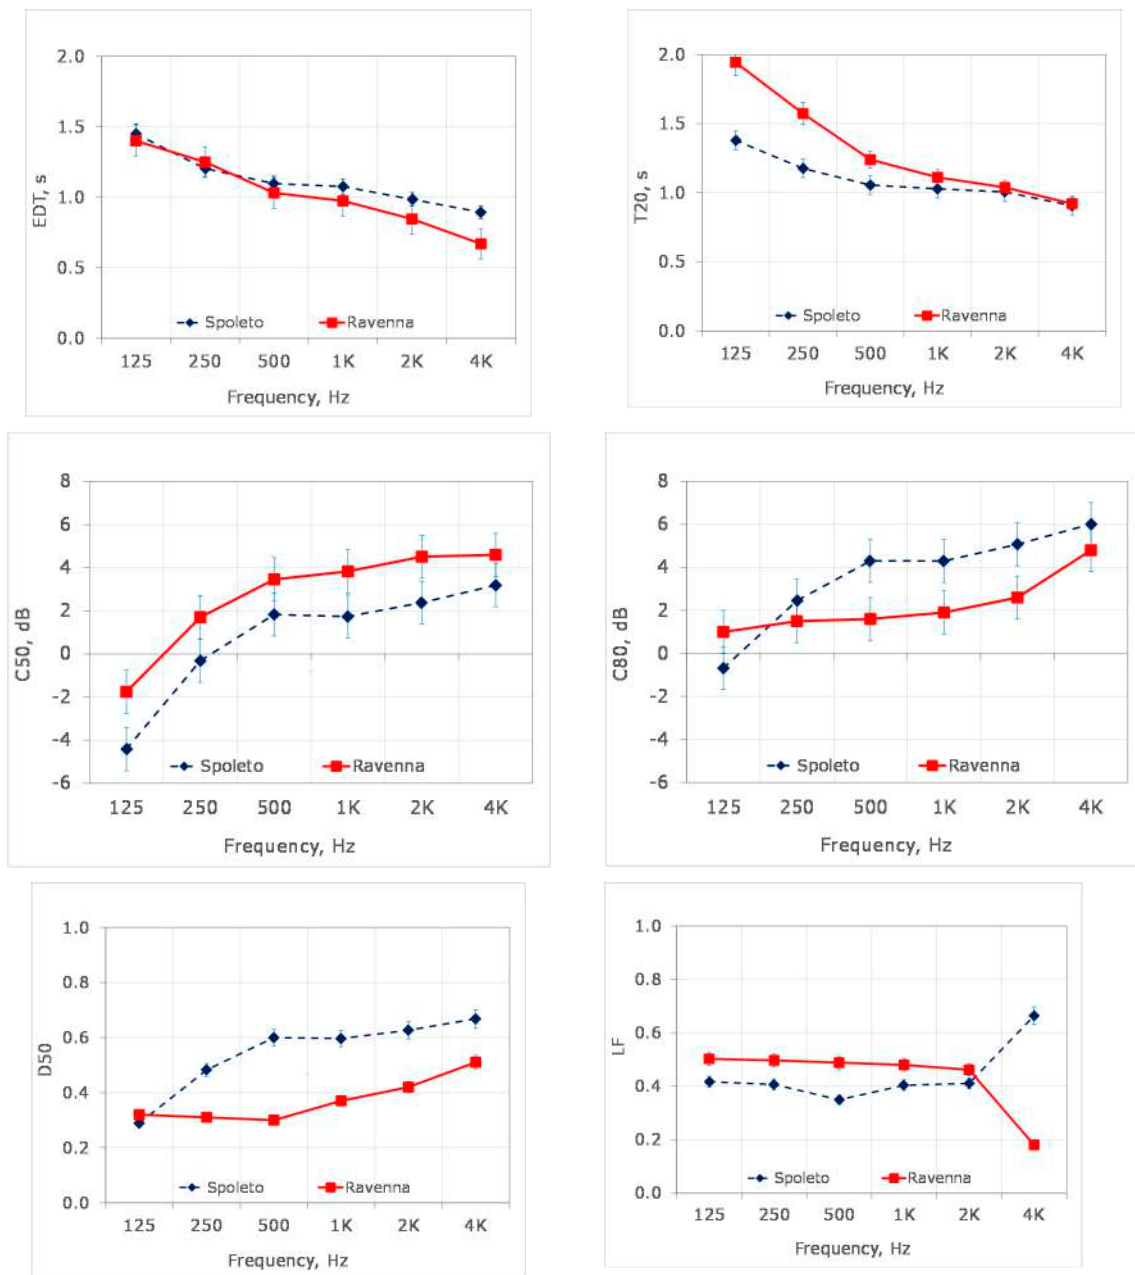 2.0
1.5
1.0
0.5
0.0
EDT, s
Spoleto
Ravenna
125 250 500 1K 2K 4K
Frequency, Hz
2.0
1.5
1.0
0.5
0.0
T20, s
Spoleto
Ravenna
125 250 500 1K 2K 4K
Frequency, Hz
8
6
4
2
0
-2
-4
-6
C50, dB
Spoleto
Ravenna
125 250 500 1K 2K 4K
Frequency, Hz
8
6
4
2
0
-2
-4
-6
C80, dB
Spoleto
Ravenna
125 250 500 1K 2K 4K
Frequency, Hz
1.0
0.8
0.6
0.4
0.2
0.0
D50
Spoleto
Ravenna
125 250 500 1K 2K 4K
Frequency, Hz
1.0
0.8
0.6
0.4
0.2
0.0
LF
Spoleto
Ravenna
125 250 500 1K 2K 4K
Frequency, Hz